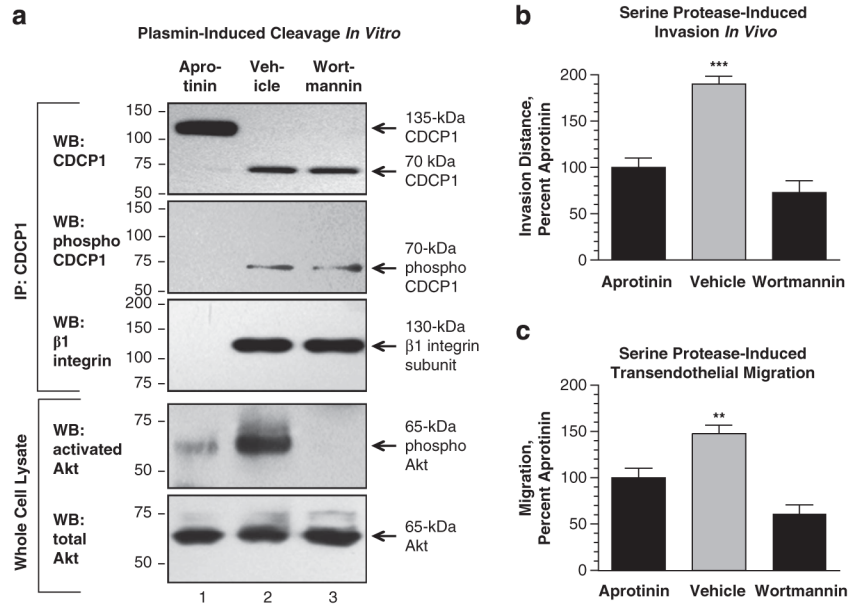 a
Plasmin-Induced Cleavage In Vitro
Apro-
tinin
Veh-
icle
Wort-
mannin
IP: CDCP1
WB:
CDCP1
150
100
75
50
135-kDa
CDCP1
70 kDa
CDCP1
WB:
phospho
CDCP1
150
100
75
50
70-kDa
phospho
CDCP1
WB:
β1
integrin
200
150
100
75
130-kDa
β1 integrin
subunit
Whole Cell Lysate
WB:
activated
Akt
75
50
65-kDa
phospho
Akt
WB:
total
Akt
75
50
65-kDa
Akt
1 2 3
b
Serine Protease-Induced
Invasion In Vivo
Invasion Distance,
Percent Aprotinin
200
150
100
50
0
***
Aprotinin Vehicle Wortmannin
c
Serine Protease-Induced
Transendothelial Migration
Migration,
Percent Aprotinin
200
150
100
50
0
**
Aprotinin Vehicle Wortmannin